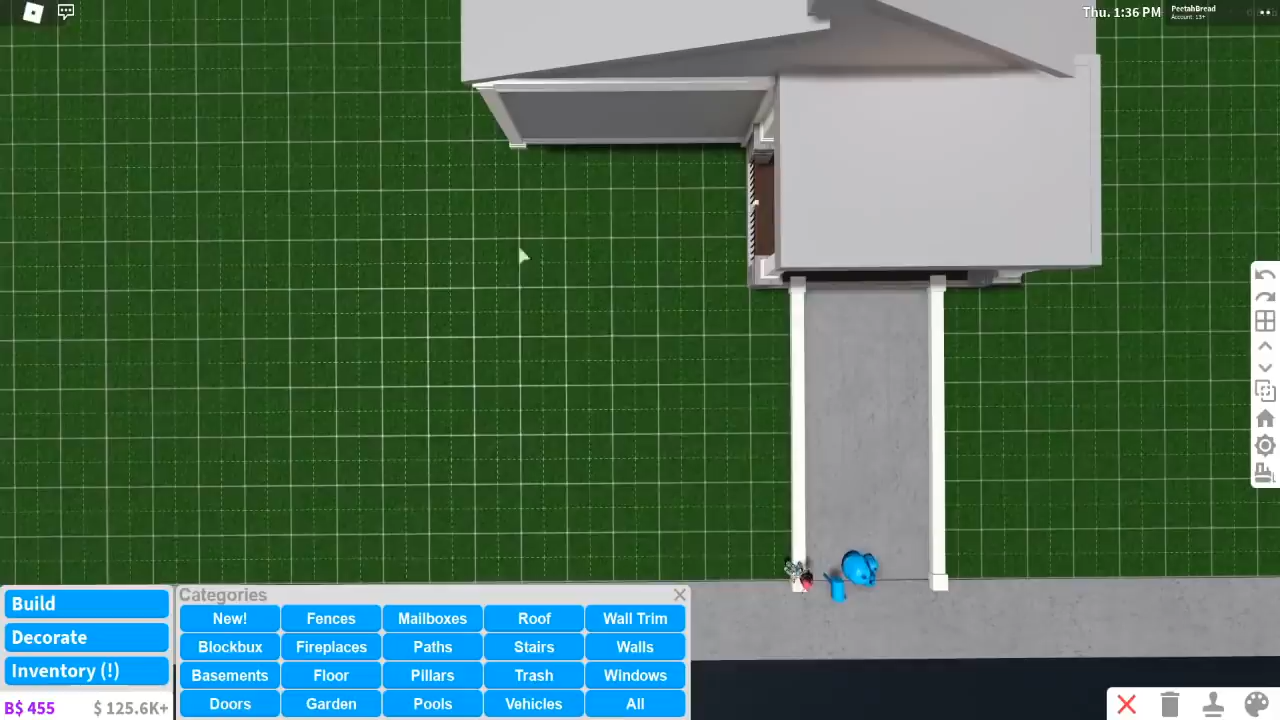 Thu. 1:36 PM
PeetahBread
Account: 13+
Build
Decorate
Inventory (!)
B$ 455 $ 125.6K+
Categories
New! Fences Mailboxes Roof Wall Trim
Blockbux Fireplaces Paths Stairs Walls
Basements Floor Pillars Trash Windows
Doors Garden Pools Vehicles All